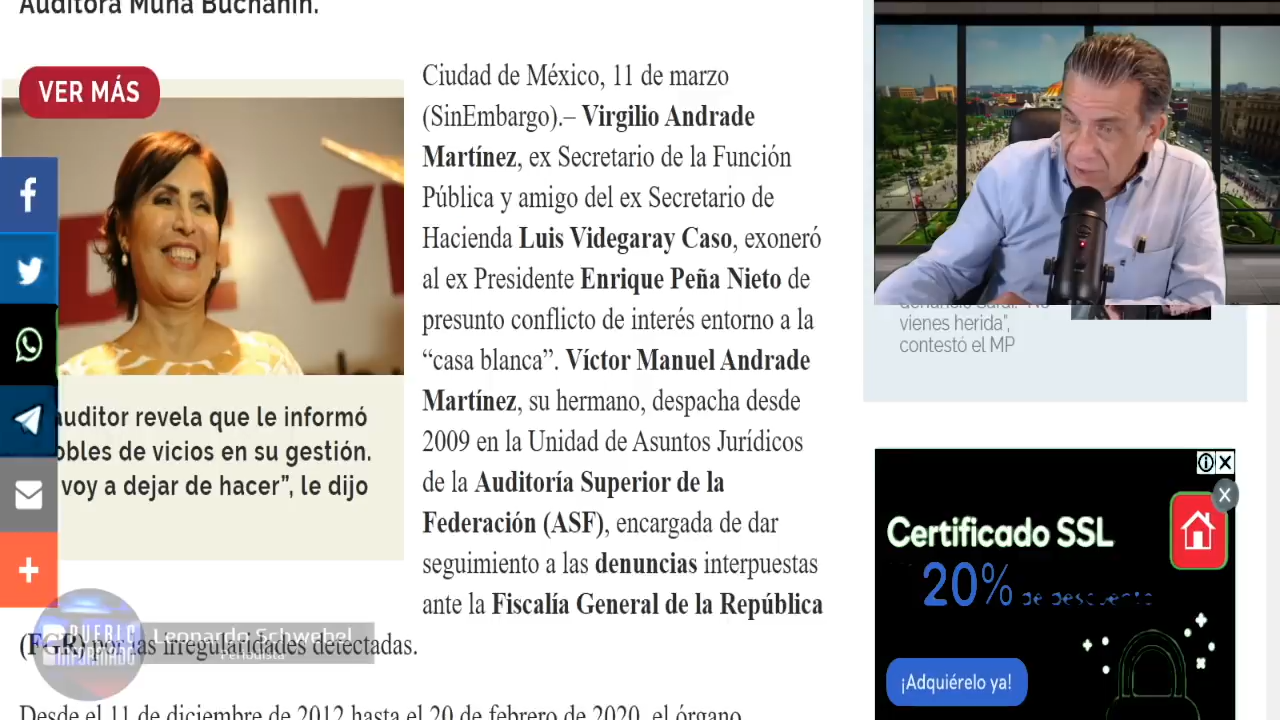 Auditora Muna Buchahin.
VER MÁS
auditor revela que le informó
obles de vicios en su gestión.
voy a dejar de hacer”, le dijo
Ciudad de México, 11 de marzo
(SinEmbargo).– Virgilio Andrade
Martínez, ex Secretario de la Función
Pública y amigo del ex Secretario de
Hacienda Luis Videgaray Caso, exoneró
al ex Presidente Enrique Peña Nieto de
presunto conflicto de interés entorno a la
“casa blanca”. Víctor Manuel Andrade
Martínez, su hermano, despacha desde
2009 en la Unidad de Asuntos Jurídicos
de la Auditoría Superior de la
Federación (ASF), encargada de dar
seguimiento a las denuncias interpuestas
ante la Fiscalía General de la República
(FGR) por las irregularidades detectadas.
Desde el 11 de diciembre de 2012 hasta el 20 de febrero de 2020, el órgano
PUEBLO
INFORMADO
Leonardo Schwebel
Periodista
vienes herida”,
contestó el MP
Certificado SSL
20% de descuento
¡Adquiérelo ya!